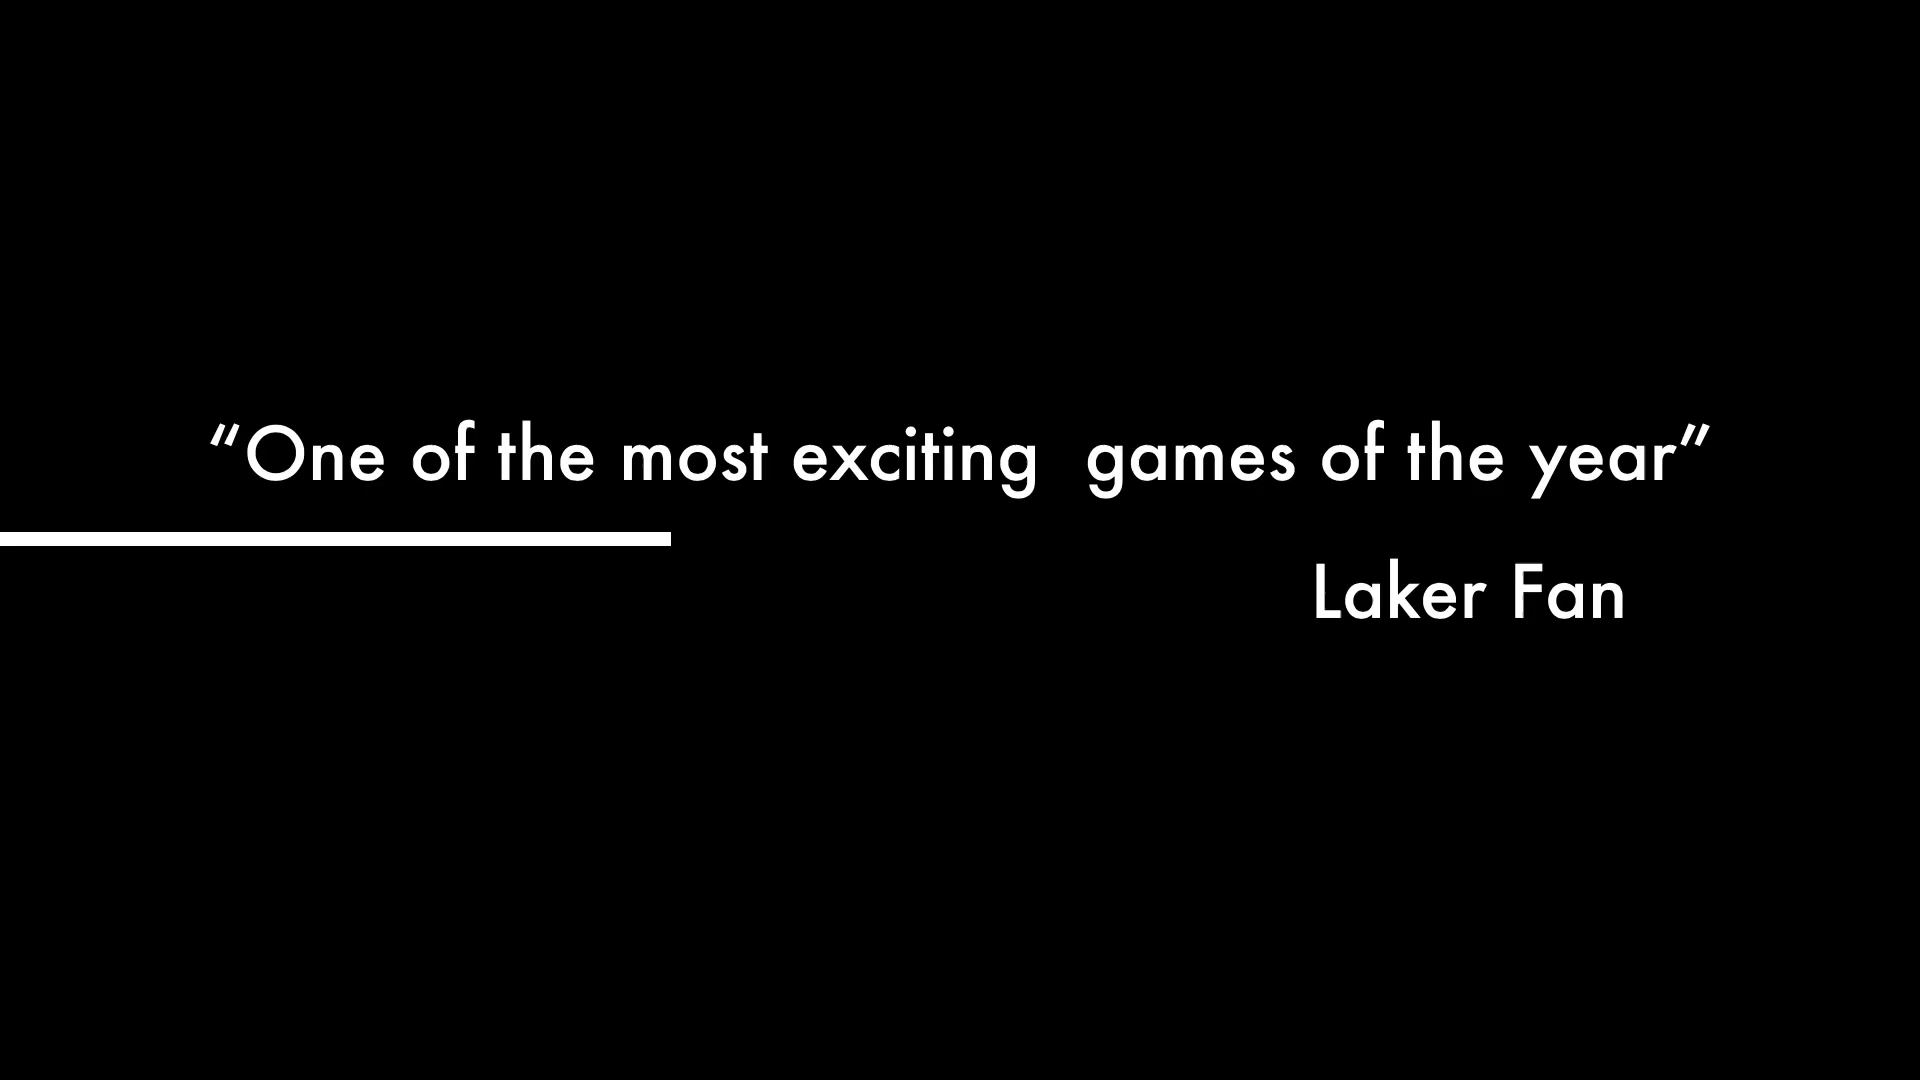 “One of the most exciting  games of the year”
Laker Fan